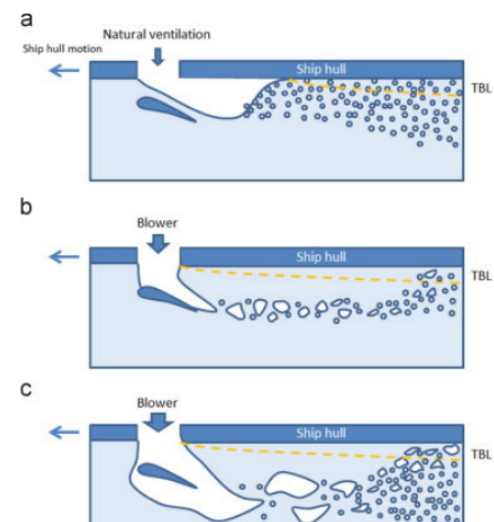 a
Natural ventilation
Ship hull motion
Ship hull
TBL
b
Blower
Ship hull
TBL
c
Blower
Ship hull
TBL